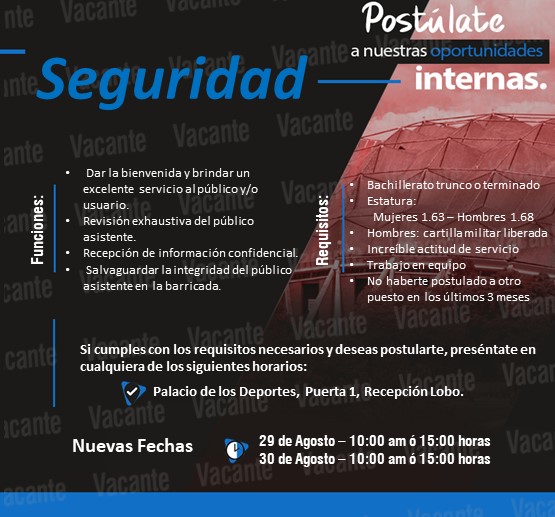 Postúlate
a nuestras oportunidades
internas.
Seguridad
Funciones:
• Dar la bienvenida y brindar un
excelente servicio al público y/o
usuario.
• Revisión exhaustiva del público
asistente.
• Recepción de información confidencial.
• Salvaguardar la integridad del público
asistente en la barricada.
Requisitos:
• Bachillerato trunco o terminado
• Estatura:
Mujeres 1.63 – Hombres 1.68
• Hombres: cartilla militar liberada
• Increíble actitud de servicio
• Trabajo en equipo
• No haberte postulado a otro
puesto en los últimos 3 meses
Si cumples con los requisitos necesarios y deseas postularte, preséntate en
cualquiera de los siguientes horarios:
Palacio de los Deportes, Puerta 1, Recepción Lobo.
Nuevas Fechas
29 de Agosto – 10:00 am ó 15:00 horas
30 de Agosto – 10:00 am ó 15:00 horas
Vacante